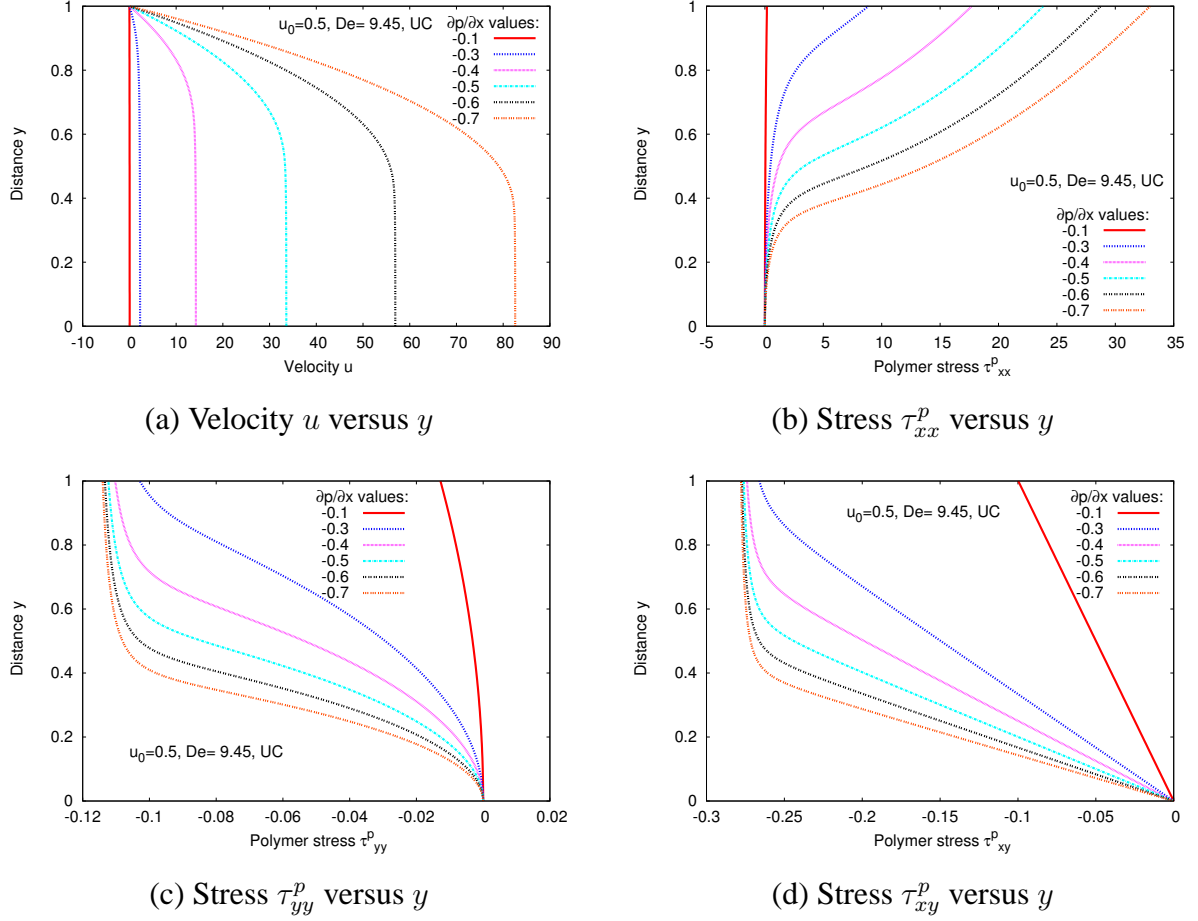 u0=0.5, De= 9.45, UC
∂p/∂x values:
-0.1
-0.3
-0.4
-0.5
-0.6
-0.7
Distance y
1
0.8
0.6
0.4
0.2
0
-10 0 10 20 30 40 50 60 70 80 90
Velocity u
(a) Velocity u versus y
1
0.8
0.6
0.4
0.2
0
Distance y
u0=0.5, De= 9.45, UC
∂p/∂x values:
-0.1
-0.3
-0.4
-0.5
-0.6
-0.7
-5 0 5 10 15 20 25 30 35
Polymer stress τ^p_xx
(b) Stress τ^p_xx versus y
1
0.8
0.6
0.4
0.2
0
Distance y
∂p/∂x values:
-0.1
-0.3
-0.4
-0.5
-0.6
-0.7
u0=0.5, De= 9.45, UC
-0.12 -0.1 -0.08 -0.06 -0.04 -0.02 0 0.02
Polymer stress τ^p_yy
(c) Stress τ^p_yy versus y
1
0.8
0.6
0.4
0.2
0
Distance y
u0=0.5, De= 9.45, UC
∂p/∂x values:
-0.1
-0.3
-0.4
-0.5
-0.6
-0.7
-0.3 -0.25 -0.2 -0.15 -0.1 -0.05 0
Polymer stress τ^p_xy
(d) Stress τ^p_xy versus y